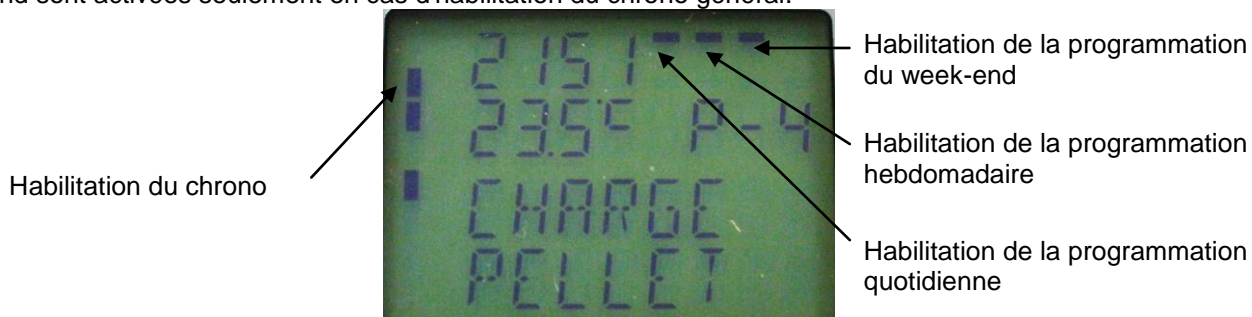 nd sont activées seulement en cas d'habilitation du chrono général.
Habilitation de la programmation
du week-end
2151
23.5°C P-4
Habilitation de la programmation
hebdomadaire
Habilitation du chrono
CHARGE
PELLET
Habilitation de la programmation
quotidienne